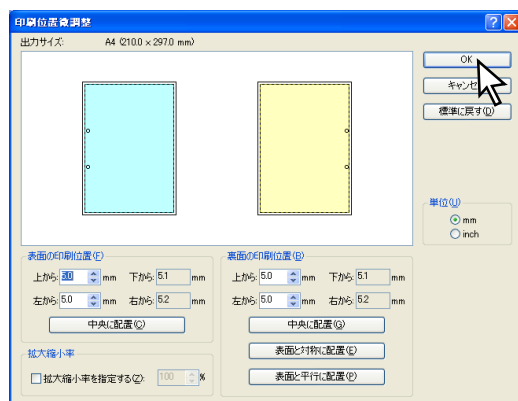 印刷位置微調整
出力サイズ: A4 (210.0 × 297.0 mm)
OK
キャンセ
標準に戻す(D)
単位(U)
mm
inch
表面の印刷位置(F)
上から: 5.0 mm 下から: 5.1 mm
左から: 5.0 mm 右から: 5.2 mm
中央に配置(C)
拡大縮小率
拡大縮小率を指定する(Z): 100 %
裏面の印刷位置(B)
上から: 5.0 mm 下から: 5.1 mm
左から: 5.0 mm 右から: 5.2 mm
中央に配置(G)
表面と対称に配置(E)
表面と平行に配置(P)